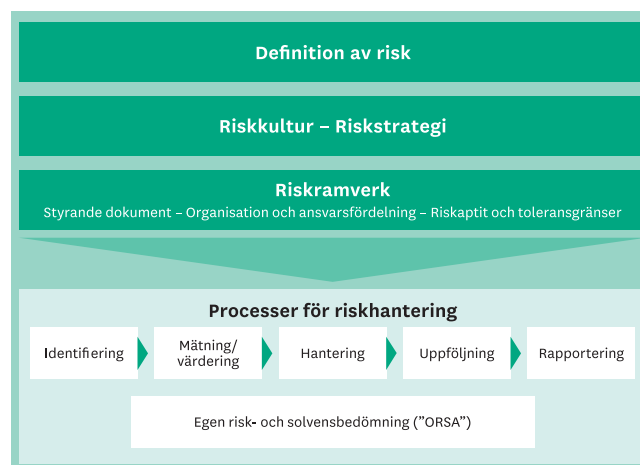 Definition av risk
Riskkultur – Riskstrategi
Riskramverk
Styrande dokument – Organisation och ansvarsfördelning – Riskaptit och toleransgränser
Processer för riskhantering
Identifiering
Mätning/
värdering
Hantering
Uppföljning
Rapportering
Egen risk- och solvensbedömning (”ORSA”)